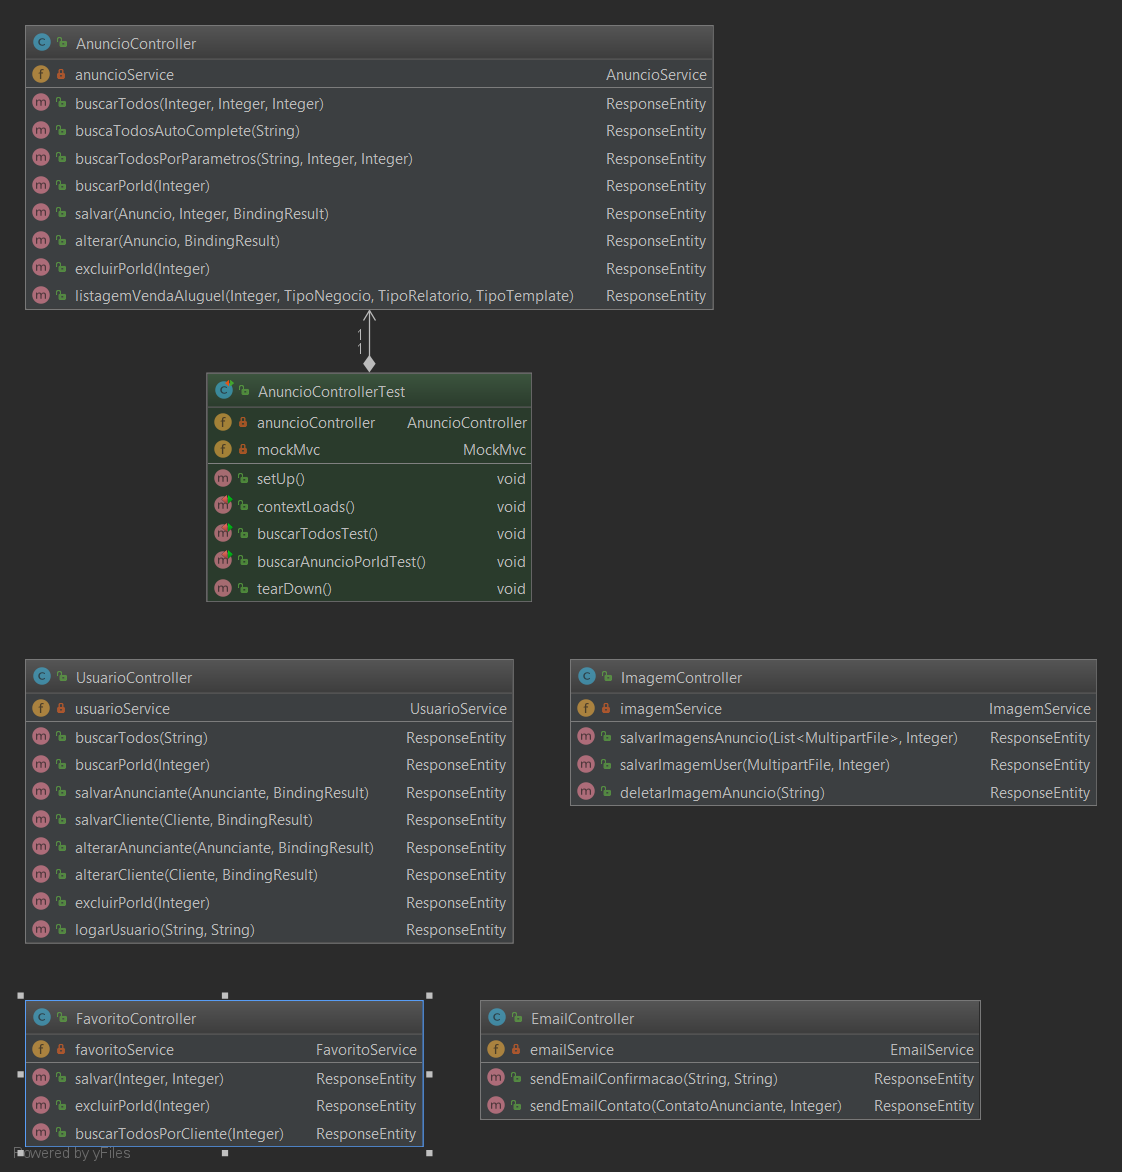 AnuncioController
anuncioService AnuncioService
buscarTodos(Integer, Integer, Integer) ResponseEntity
buscaTodosAutoComplete(String) ResponseEntity
buscarTodosPorParametros(String, Integer, Integer) ResponseEntity
buscarPorId(Integer) ResponseEntity
salvar(Anuncio, Integer, BindingResult) ResponseEntity
alterar(Anuncio, BindingResult) ResponseEntity
excluirPorId(Integer) ResponseEntity
listagemVendaAluguel(Integer, TipoNegocio, TipoRelatorio, TipoTemplate) ResponseEntity
1
1
AnuncioControllerTest
anuncioController AnuncioController
mockMvc MockMvc
setUp() void
contextLoads() void
buscarTodosTest() void
buscarAnuncioPorIdTest() void
tearDown() void
UsuarioController
usuarioService UsuarioService
buscarTodos(String) ResponseEntity
buscarPorId(Integer) ResponseEntity
salvarAnunciante(Anunciante, BindingResult) ResponseEntity
salvarCliente(Cliente, BindingResult) ResponseEntity
alterarAnunciante(Anunciante, BindingResult) ResponseEntity
alterarCliente(Cliente, BindingResult) ResponseEntity
excluirPorId(Integer) ResponseEntity
logarUsuario(String, String) ResponseEntity
ImagemController
imagemService ImagemService
salvarImagensAnuncio(List<MultipartFile>, Integer) ResponseEntity
salvarImagemUser(MultipartFile, Integer) ResponseEntity
deletarImagemAnuncio(String) ResponseEntity
FavoritoController
favoritoService FavoritoService
salvar(Integer, Integer) ResponseEntity
excluirPorId(Integer) ResponseEntity
buscarTodosPorCliente(Integer) ResponseEntity
EmailController
emailService EmailService
sendEmailConfirmacao(String, String) ResponseEntity
sendEmailContato(ContatoAnunciante, Integer) ResponseEntity
Powered by yFiles